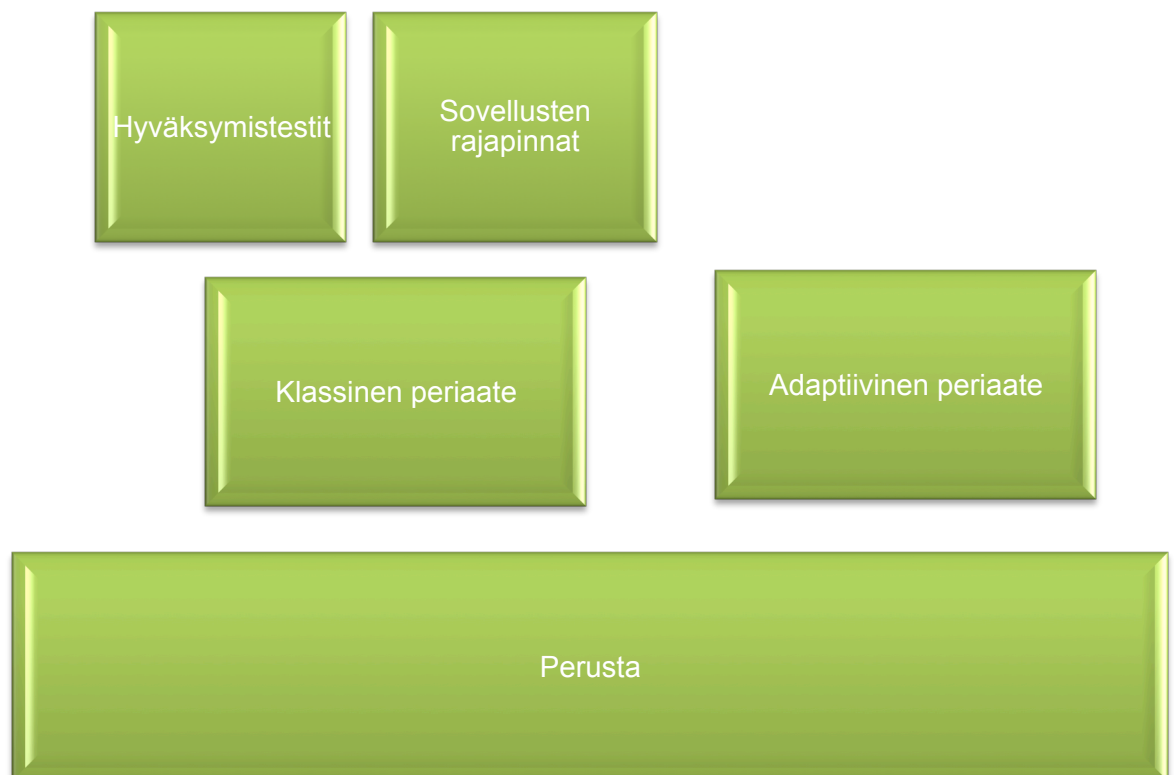 Hyväksymistestit
Sovellusten
rajapinnat
Klassinen periaate
Adaptiivinen periaate
Perusta